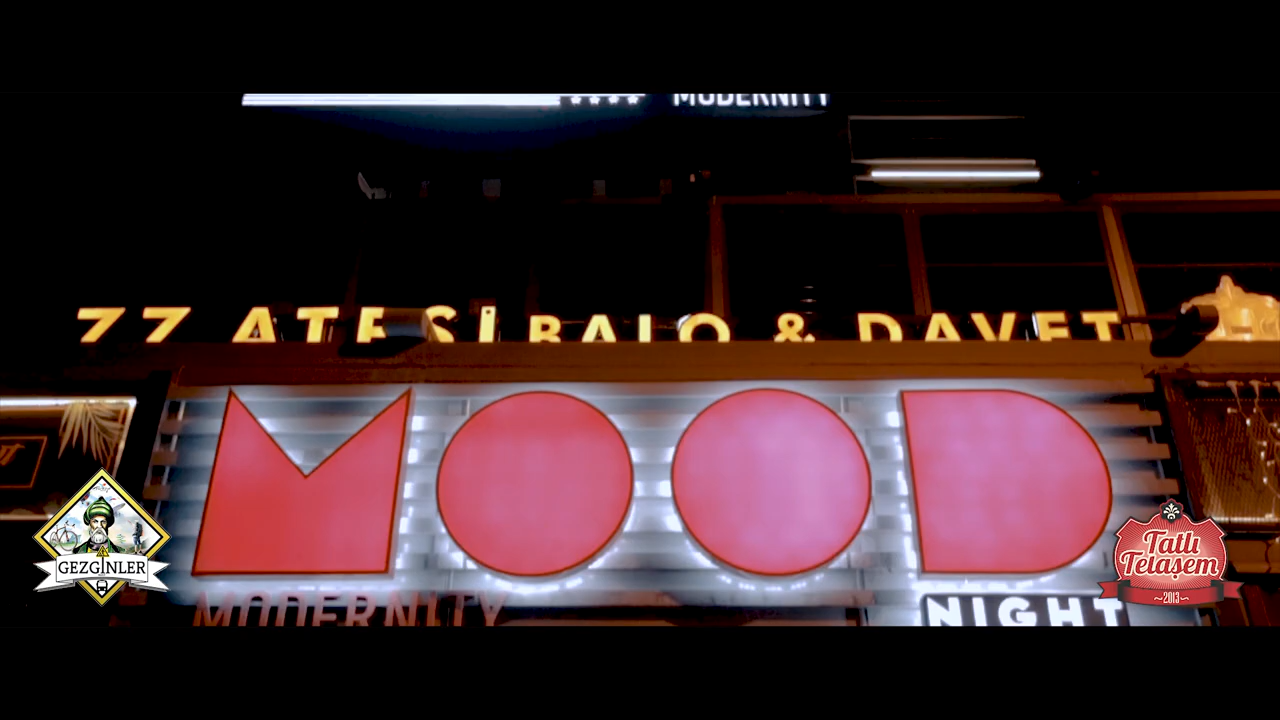 MODERNITY
77 ATEŞİ BALO & DAVET
MOOD
MODERNITY
NIGHT
GEZGİNLER
Tatlı
Telaşem
~2013~